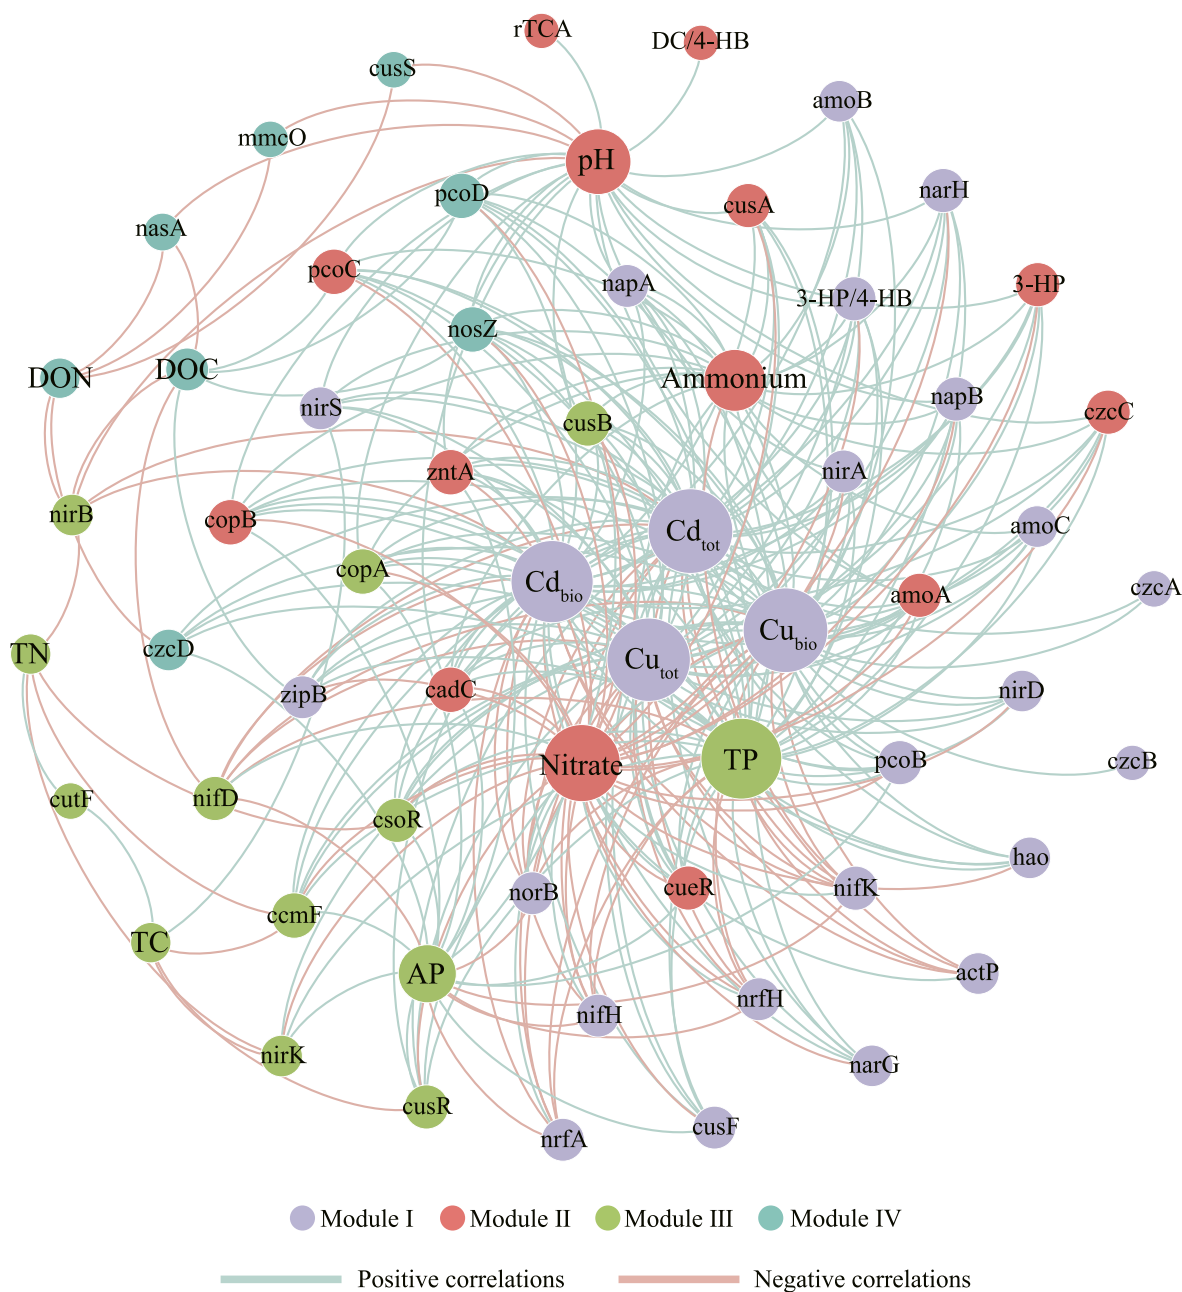 rTCA
DC/4-HB
cusS
amoB
mmcO
pH
pcoD
narH
cusA
nasA
pcoC
napA
3-HP/4-HB
3-HP
nosZ
DON
DOC
Ammonium
nirS
napB
czcC
cusB
zntA
nirA
nirB
copB
Cdtot
amoC
copA
Cdbio
amoA
czcA
Cubio
TN
czcD
Cutot
zipB
cadC
nirD
Nitrate
TP
pcoB
czcB
cutF
nifD
csoR
hao
norB
cueR
nifK
ccmF
TC
AP
actP
nrfH
nifH
nirK
narG
cusR
cusF
nrfA
Module I Module II Module III Module IV
Positive correlations Negative correlations